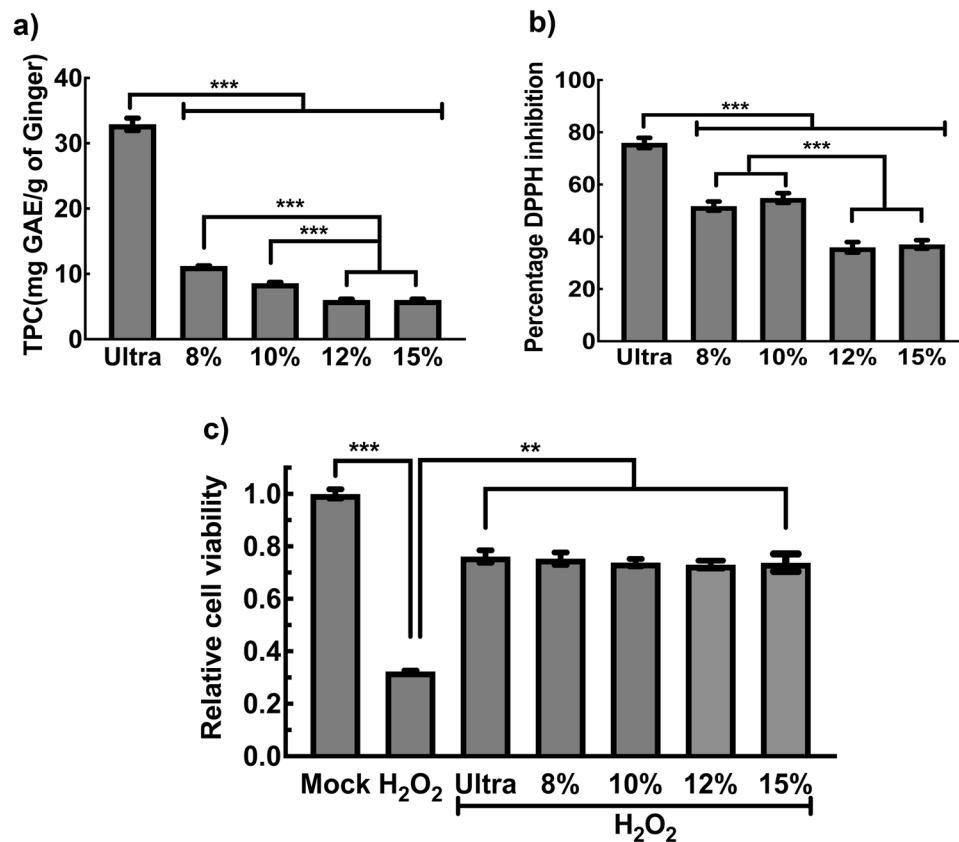 a)
TPC(mg GAE/g of Ginger)
40
30
20
10
0
***
***
***
Ultra 8% 10% 12% 15%
b)
Percentage DPPH inhibition
100
80
60
40
20
0
***
***
Ultra 8% 10% 12% 15%
c)
Relative cell viability
1.0
0.8
0.6
0.4
0.2
0.0
***
**
Mock H₂O₂ Ultra 8% 10% 12% 15%
H₂O₂